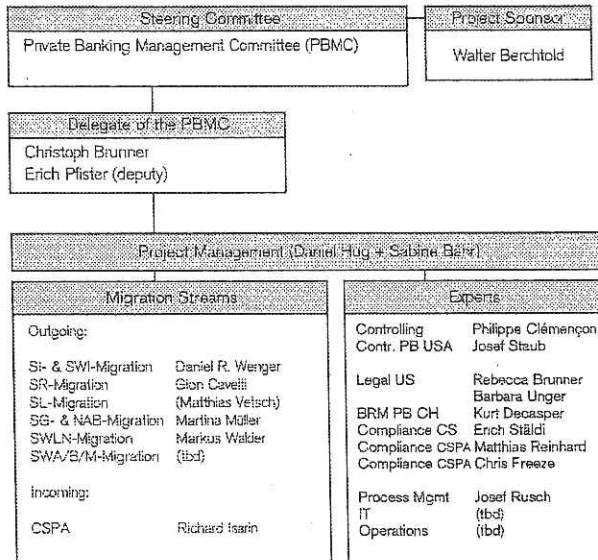 Steering Committee
Private Banking Management Committee (PBMC)
Project Sponsor
Walter Berchtold
Delegate of the PBMC
Christoph Brunner
Erich Pfister (deputy)
Project Management (Daniel Hug + Sabine Bähr)
Migration Streams
Outgoing:
SI- & SWI-Migration Daniel R. Wenger
SR-Migration Gion Cavelti
SL-Migration (Matthias Vetsch)
SG- & NAB-Migration Martina Müller
SWLN-Migration Markus Walder
SWA/B/M-Migration (tbd)
Incoming:
CSPA Richard Isarin
Experts
Controlling Philippe Clémençon
Contr. PB USA Josef Staub
Legal US Rebecca Brunner
Barbara Unger
BRM PB CH Kurt Decasper
Compliance CS Erich Stäldi
Compliance CSPA Matthias Reinhard
Compliance CSPA Chris Freeze
Process Mgmt Josef Rusch
IT (tbd)
Operations (tbd)